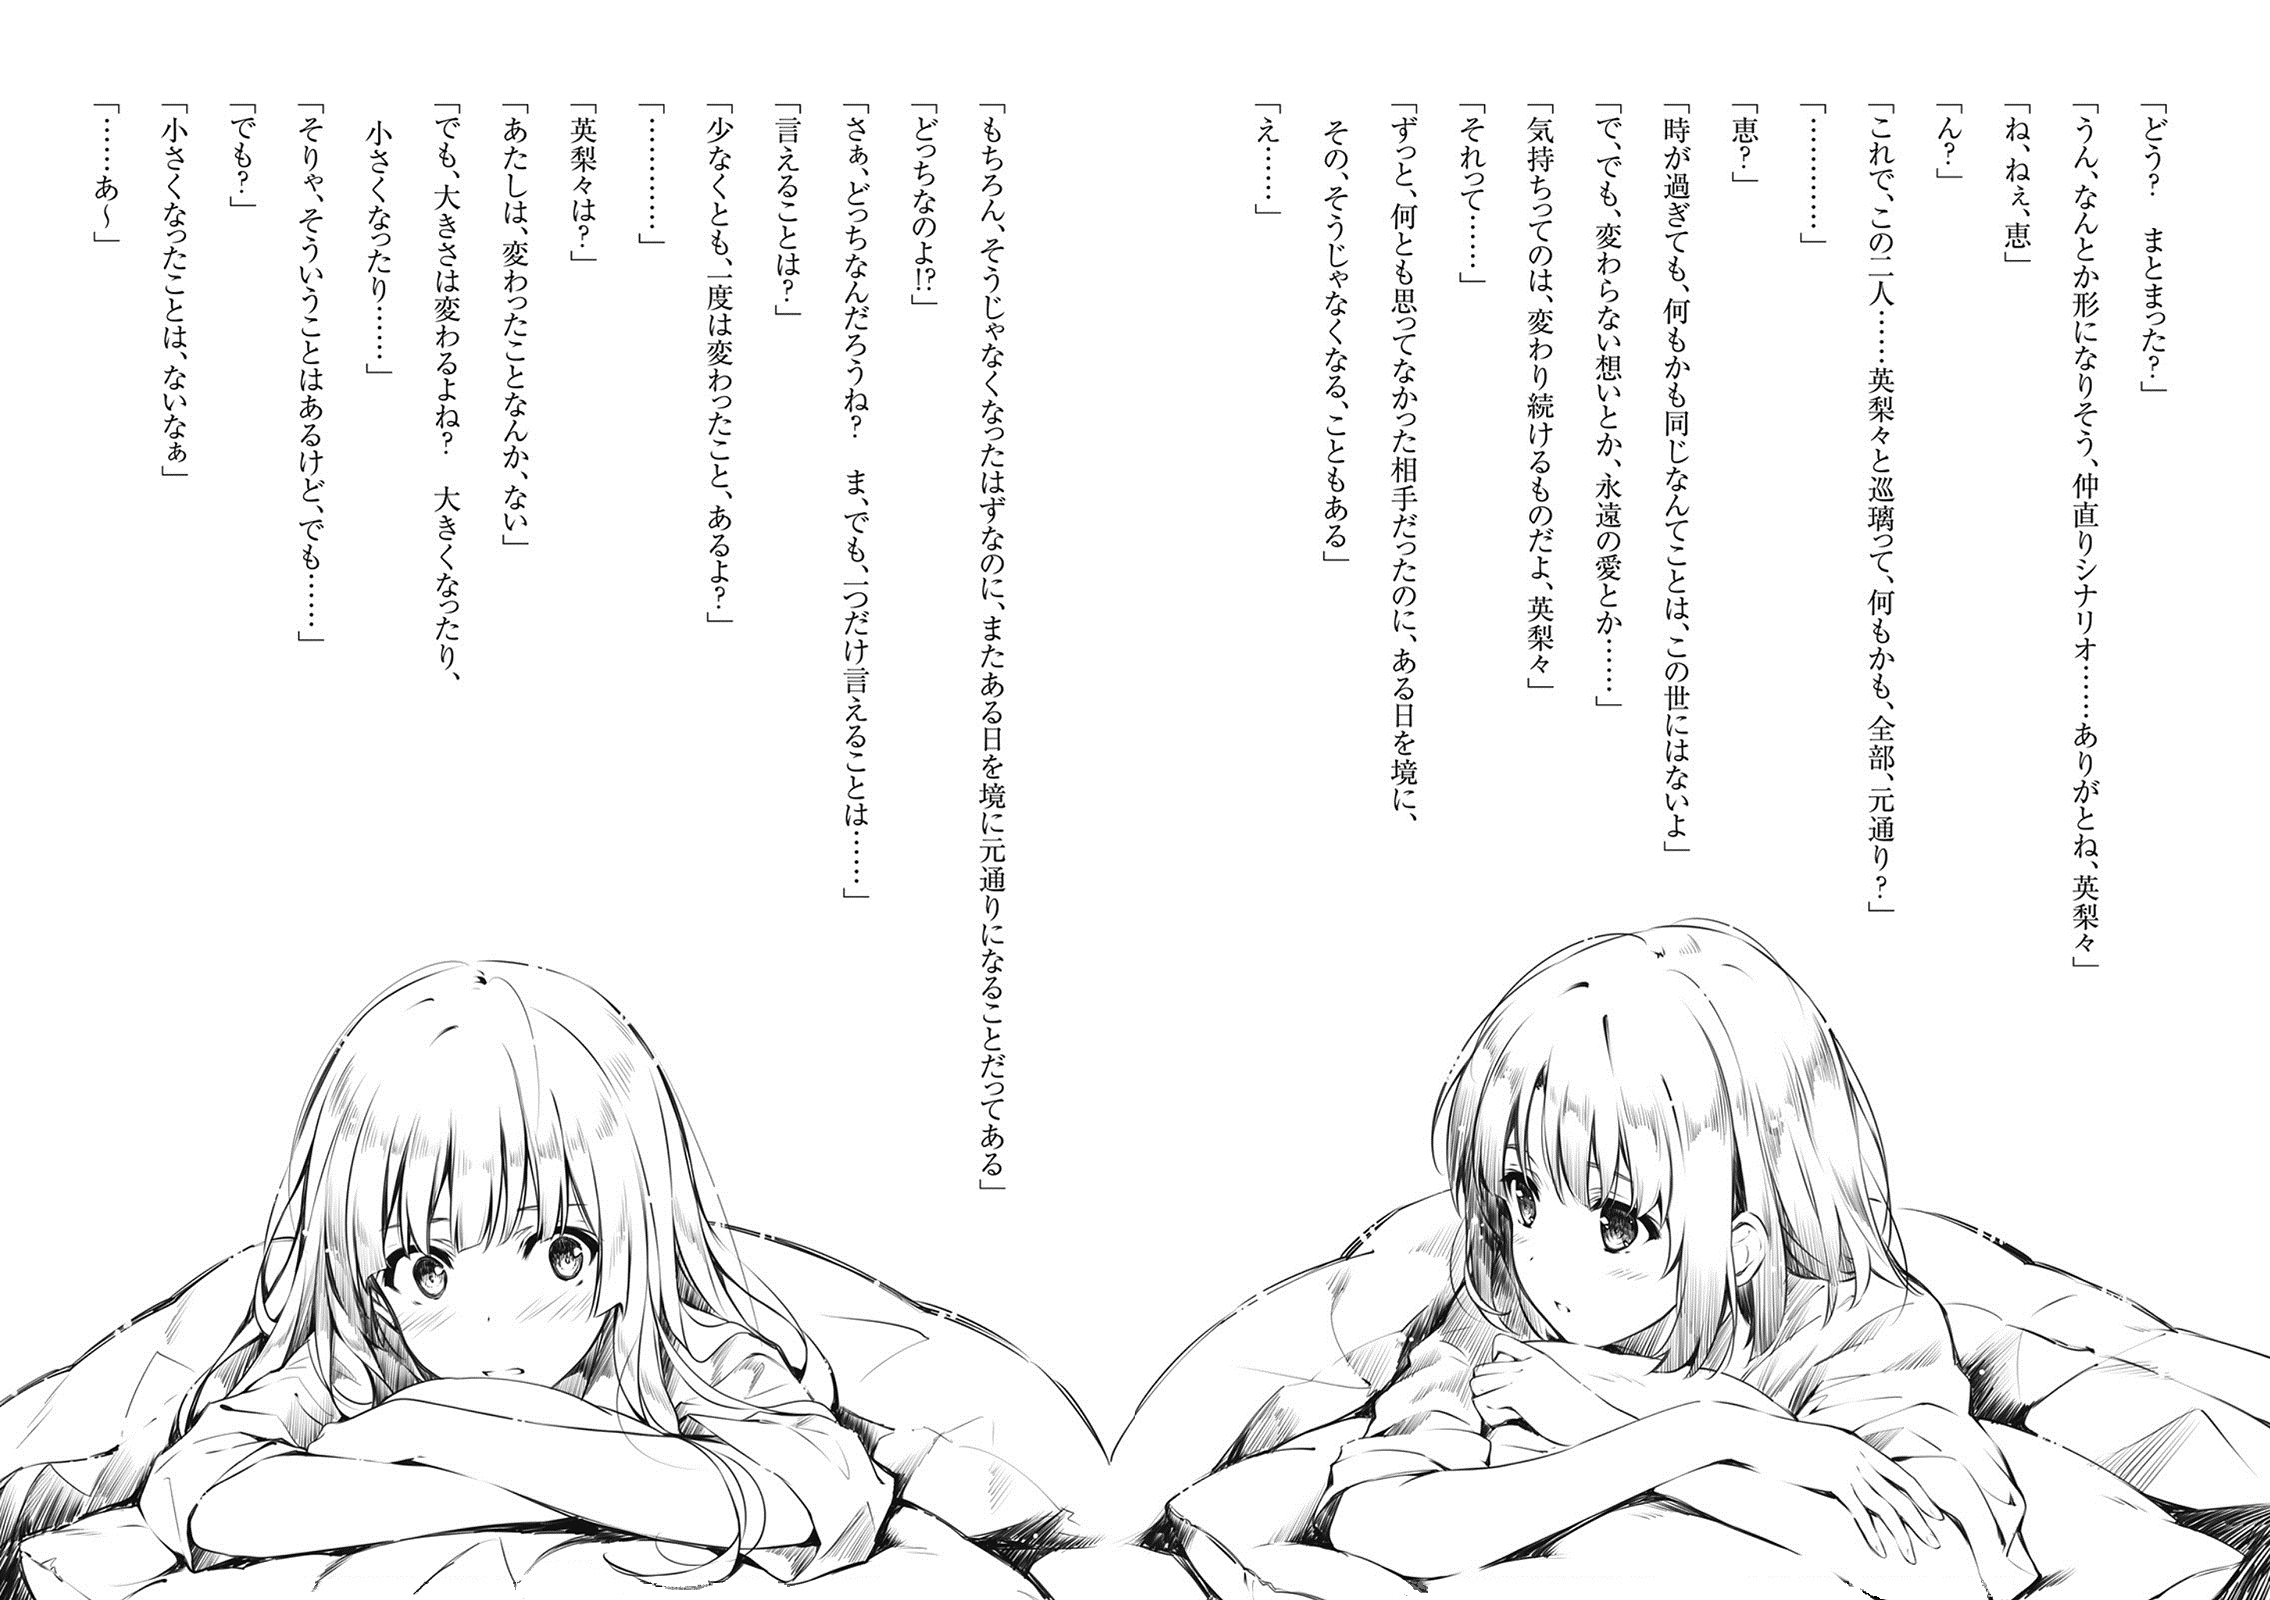 「どう？　まとまった？」
「うん、なんとか形になりそう、仲直りシナリオ……ありがとね、英梨々」
「ね、ねぇ、恵」
「ん？」
「これで、この二人……英梨々と巡璃って、何もかも、全部、元通り？」
「…………」
「恵？」
「時が過ぎても、何もかも同じなんてことは、この世にはないよ」
「で、でも、変わらない想いとか、永遠の愛とか……」
「気持ちってのは、変わり続けるものだよ、英梨々」
「それって……」
「ずっと、何とも思ってなかった相手だったのに、ある日を境に、
その、そうじゃなくなる、こともある」
「え……」
「もちろん、そうじゃなくなったはずなのに、またある日を境に元通りになることだってある」
「どっちなのよ!?」
「さぁ、どっちなんだろうね？　ま、でも、一つだけ言えることは……」
「言えることは？」
「少なくとも、一度は変わったこと、あるよ？」
「…………」
「英梨々は？」
「あたしは、変わったことなんか、ない」
「でも、大きさは変わるよね？　大きくなったり、
小さくなったり……」
「そりゃ、そういうことはあるけど、でも……」
「でも？」
「小さくなったことは、ないなぁ」
「……あ～」